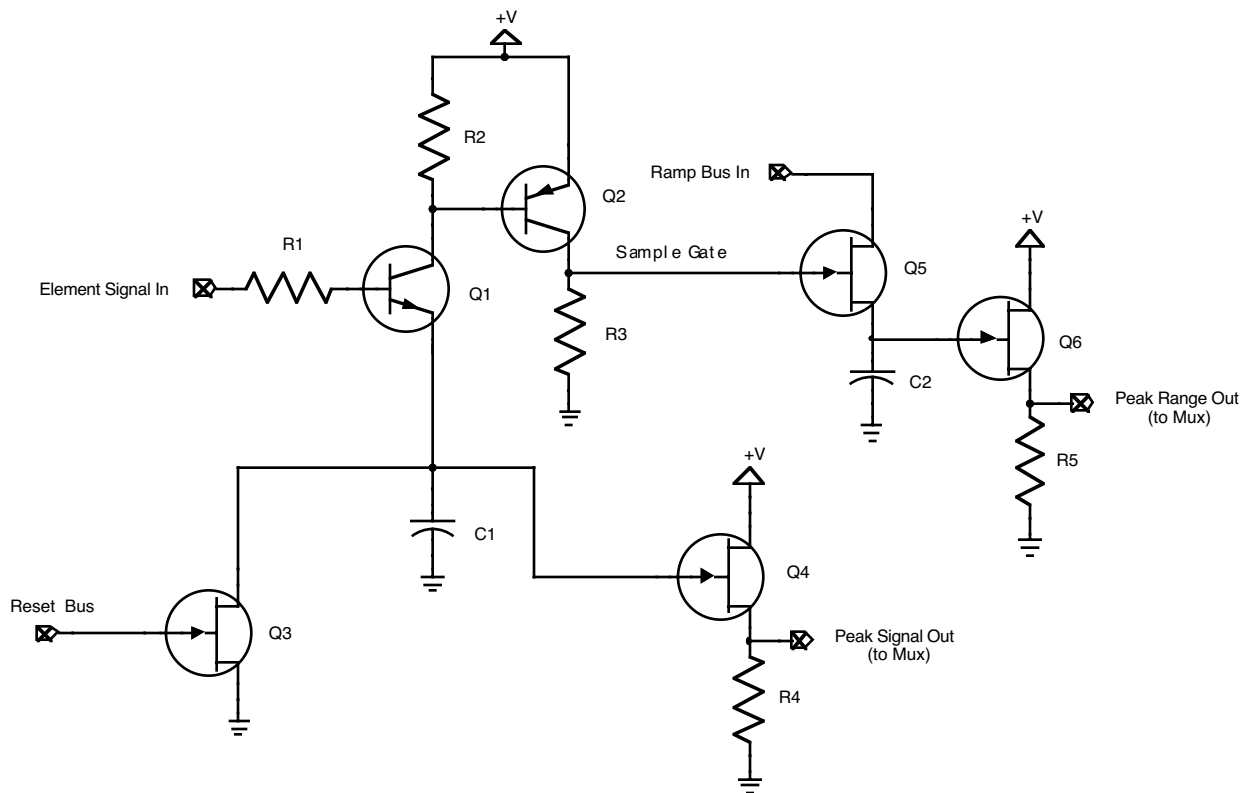 +V
R2
Q2
Ramp Bus In
+V
R1
Sample Gate
Q5
Element Signal In
Q1
R3
Q6
C2
Peak Range Out
(to Mux)
+V
R5
C1
Q4
Reset Bus
Q3
Peak Signal Out
(to Mux)
R4